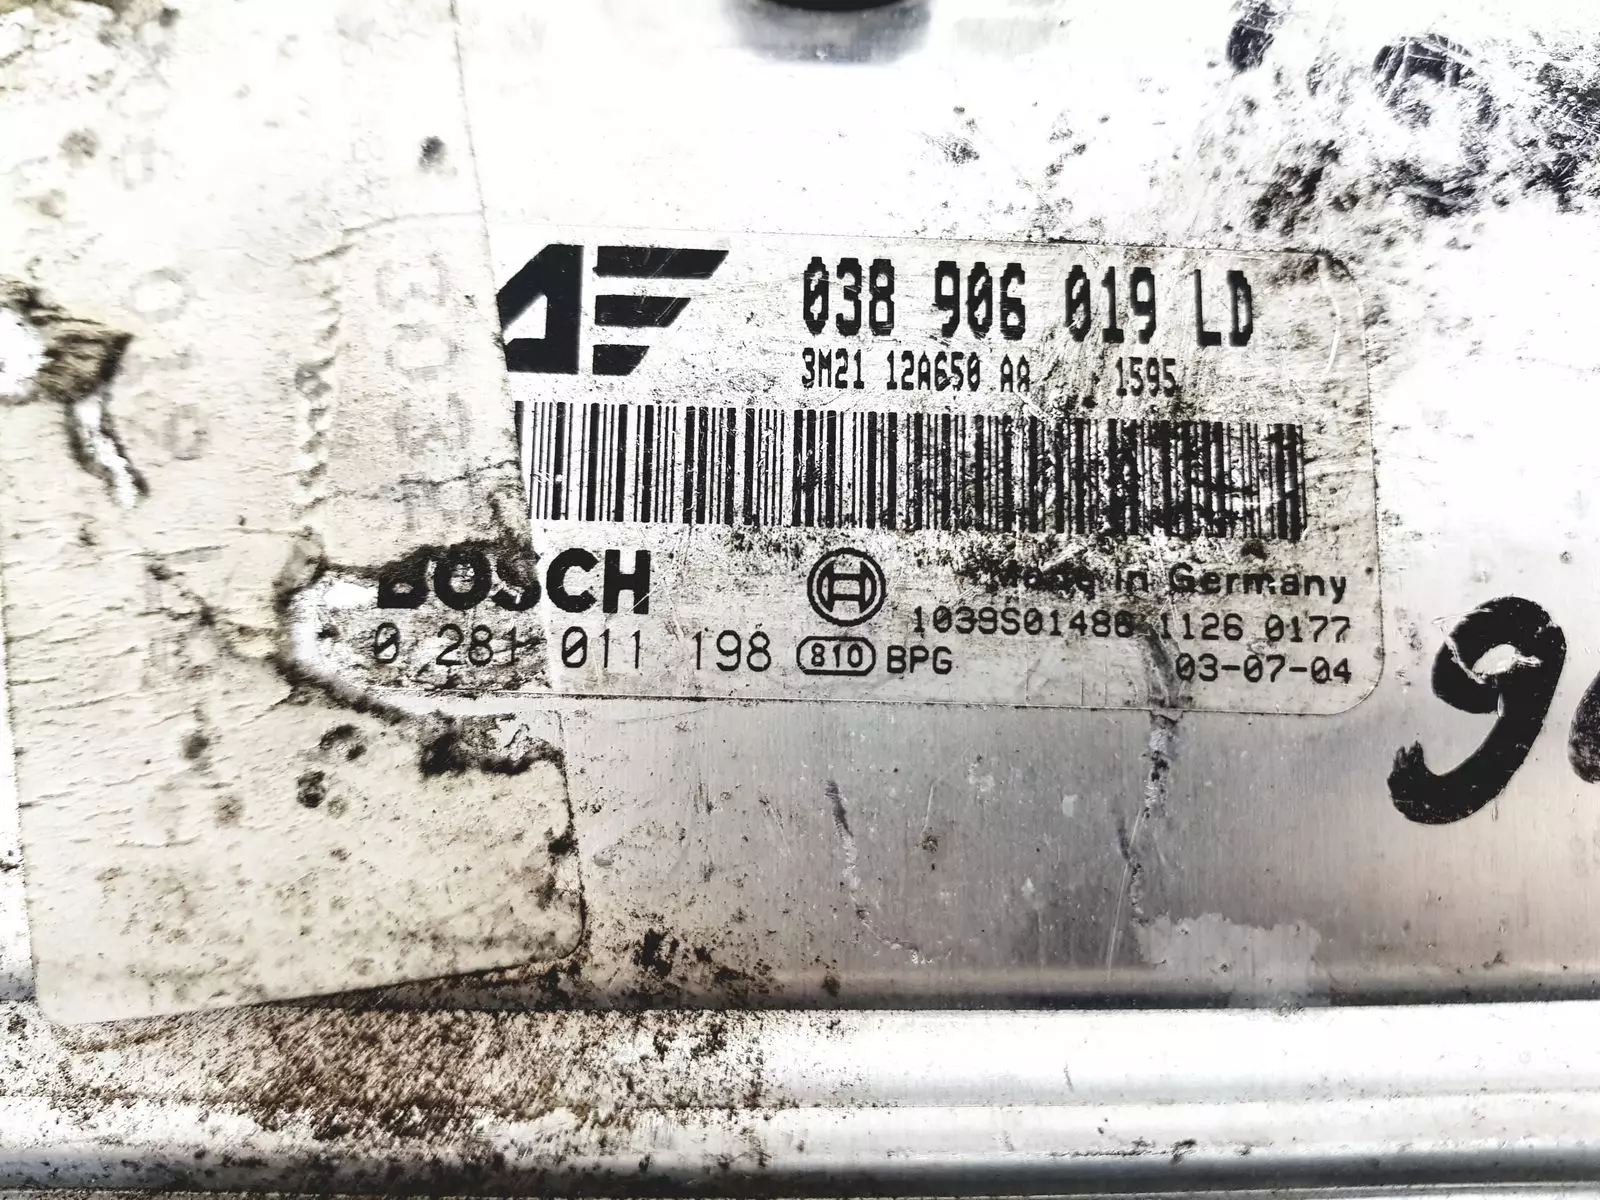 038 906 019 LD
3M21 12A650 AA 1595
BOSCH
Made in Germany
1039S01486 1126 0177
0 281 011 198 810 BPG
03-07-04